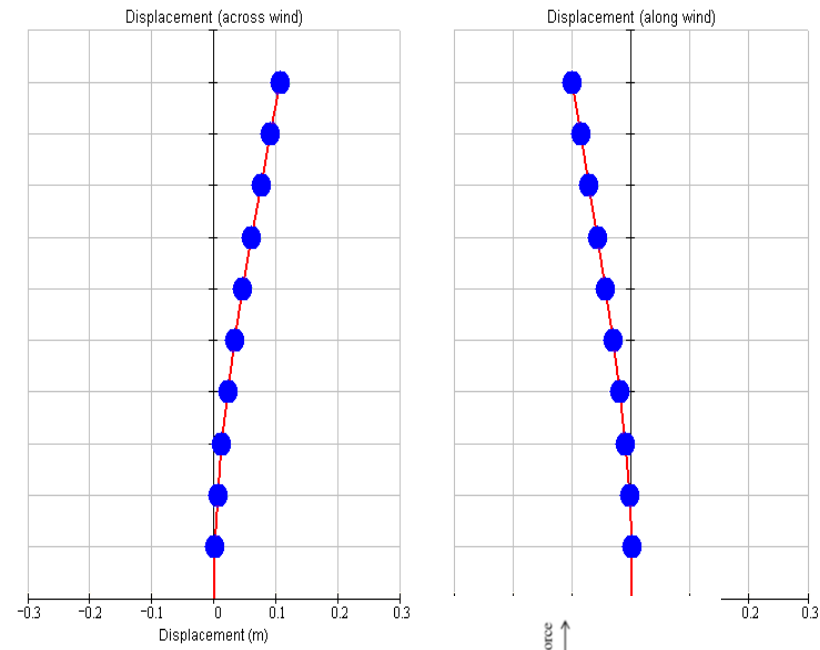 Displacement (across wind)
Displacement (along wind)
−0.3 −0.2 −0.1 0 0.1 0.2 0.3
0.2 0.3
Displacement (m)